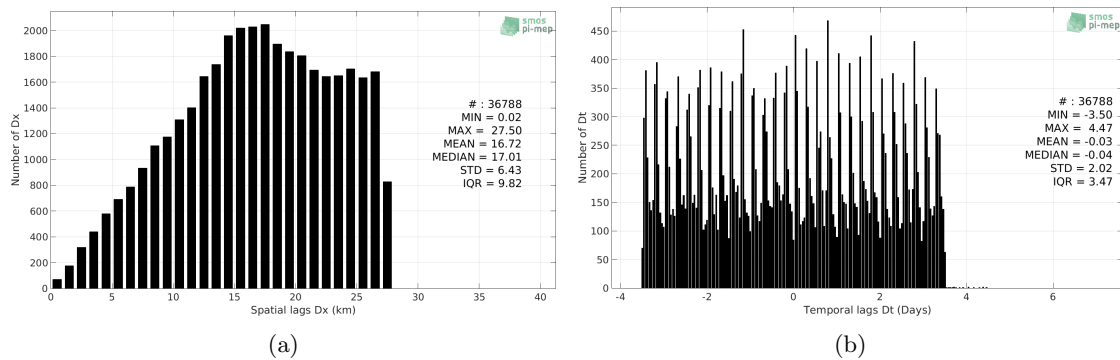 smos
pi-mep
Number of Dx
2000
1800
1600
1400
1200
1000
800
600
400
200
0
# : 36788
MIN = 0.02
MAX = 27.50
MEAN = 16.72
MEDIAN = 17.01
STD = 6.43
IQR = 9.82
0 5 10 15 20 25 30 35 40
Spatial lags Dx (km)
(a)
smos
pi-mep
Number of Dt
450
400
350
300
250
200
150
100
50
0
# : 36788
MIN = -3.50
MAX = 4.47
MEAN = -0.03
MEDIAN = -0.04
STD = 2.02
IQR = 3.47
-4 -2 0 2 4 6
Temporal lags Dt (Days)
(b)